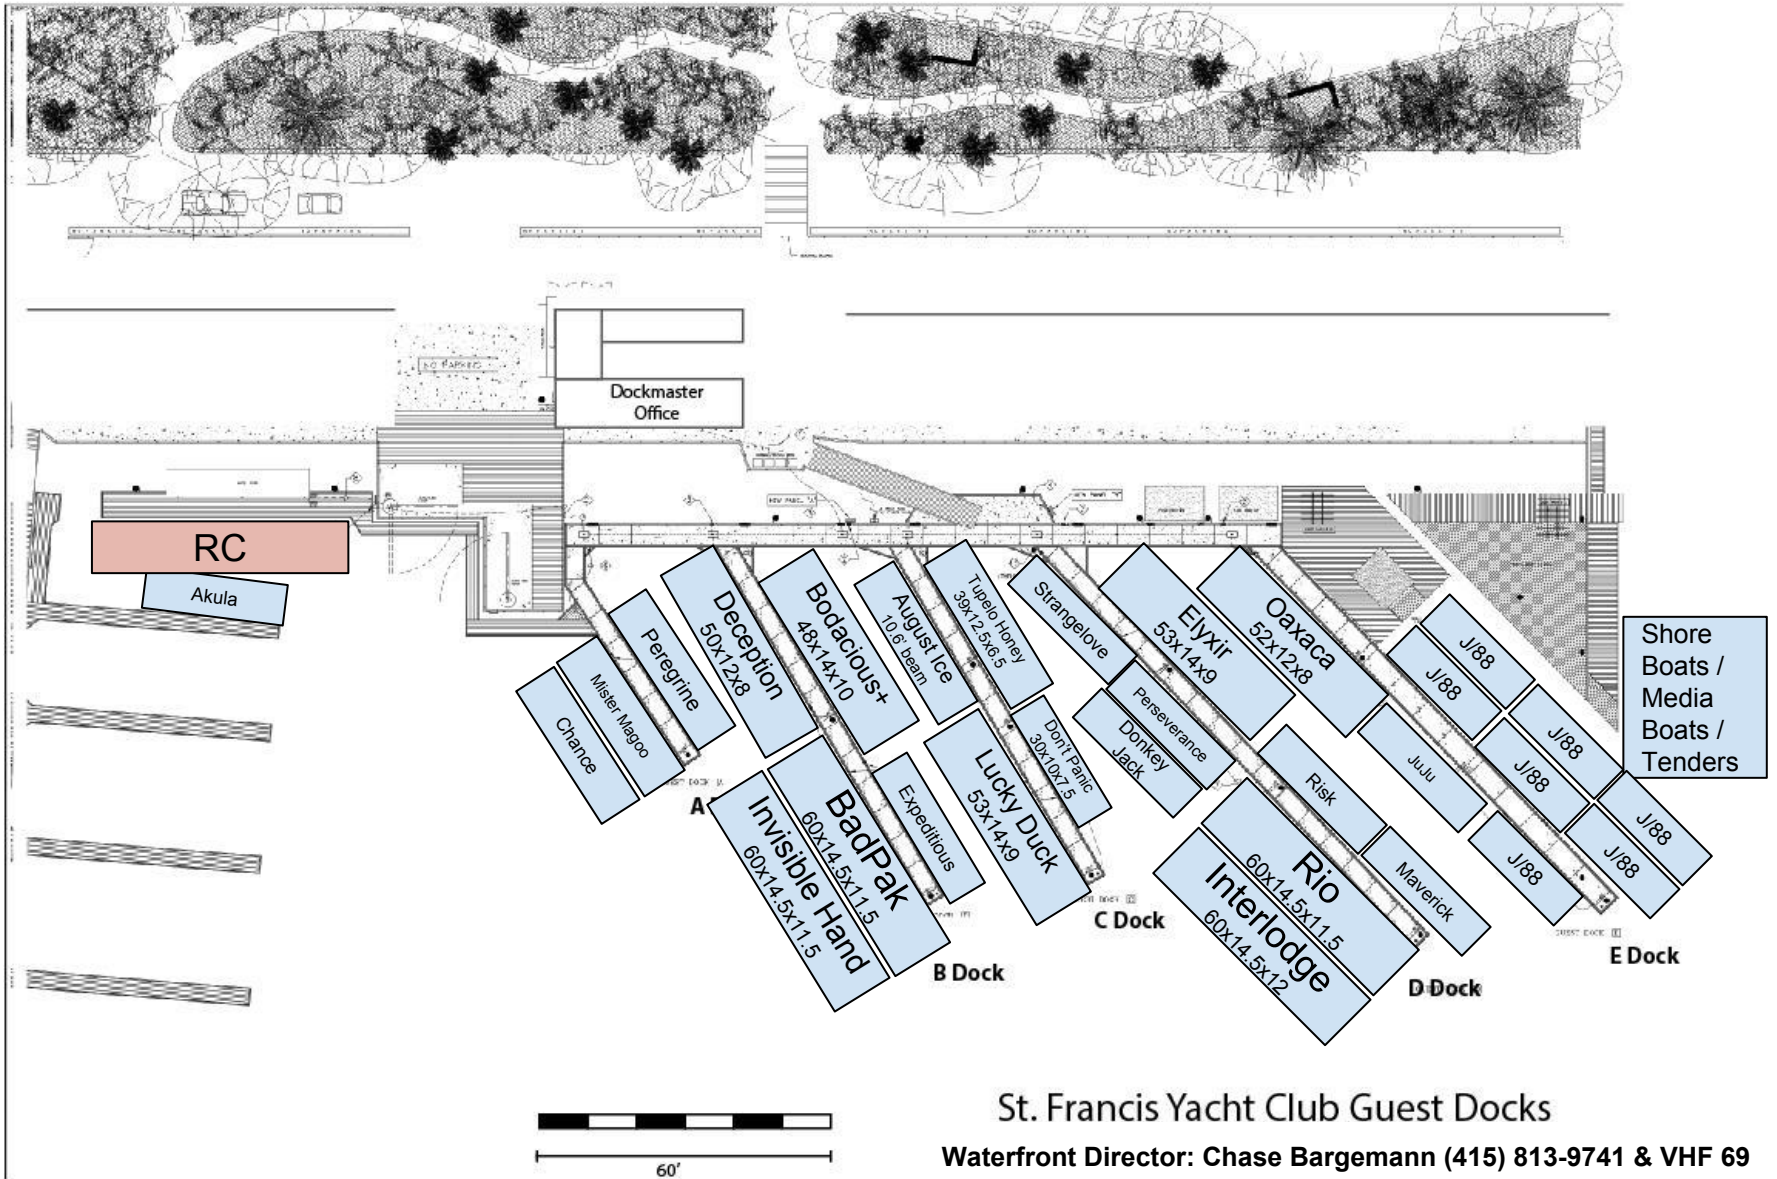 NO PARKING
Dockmaster
Office
RC
Akula
Chance
Mister Magoo
Peregrine
A
Deception
50x12x8
Bodacious+
48x14x10
Invisible Hand
60x14.5x11.5
BadPak
60x14.5x11.5
Expeditious
B Dock
August Ice
10.6' beam
Tupelo Honey
39x12.5x6.5
Lucky Duck
53x14x9
Don't Panic
30x10x7.5
C Dock
Strangelove
Perseverance
Donkey
Jack
Elyxir
53x14x9
Risk
Rio
60x14.5x11.5
Interlodge
60x14.5x12
Maverick
D Dock
Oaxaca
52x12x8
JuJu
J/88
J/88
J/88
J/88
J/88
J/88
J/88
GUEST DOCK E
E Dock
Shore
Boats /
Media
Boats /
Tenders
60'
St. Francis Yacht Club Guest Docks
Waterfront Director: Chase Bargemann (415) 813-9741 & VHF 69